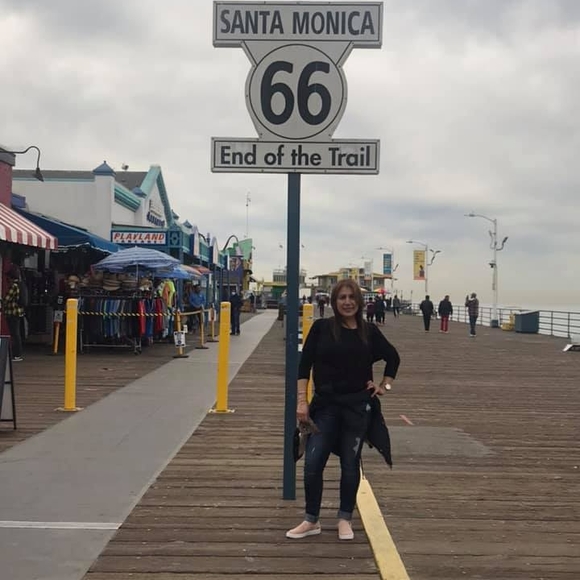 SANTA MONICA
66
End of the Trail
PLAYLAND